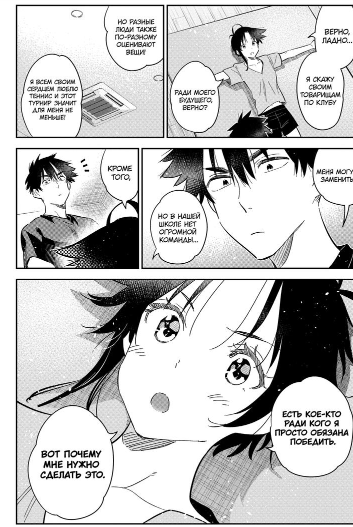 ВЕРНО,
ЛАДНО...
Я СКАЖУ
СВОИМ
ТОВАРИЩАМ
ПО КЛУБУ
РАДИ МОЕГО
БУДУЩЕГО,
ВЕРНО?
НО РАЗНЫЕ
ЛЮДИ ТАКЖЕ
ПО-РАЗНОМУ
ОЦЕНИВАЮТ
ВЕЩИ!
Я ВСЕМ СВОИМ
СЕРДЦЕМ ЛЮБЛЮ
ТЕННИС И ЭТОТ
ТУРНИР ЗНАЧИТ
ДЛЯ МЕНЯ НЕ
МЕНЬШЕ!
МЕНЯ МОГУ
ЗАМЕНИТЬ
НО В НАШЕЙ
ШКОЛЕ НЕТ
ОГРОМНОЙ
КОМАНДЫ...
КРОМЕ
ТОГО,
ЕСТЬ КОЕ-КТО
РАДИ КОГО Я
ПРОСТО ОБЯЗАНА
ПОБЕДИТЬ.
ВОТ ПОЧЕМУ
МНЕ НУЖНО
СДЕЛАТЬ ЭТО.